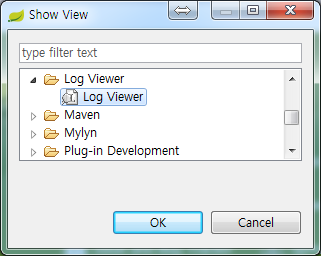 Show View
type filter text
Log Viewer
Log Viewer
Maven
Mylyn
Plug-in Development
OK
Cancel